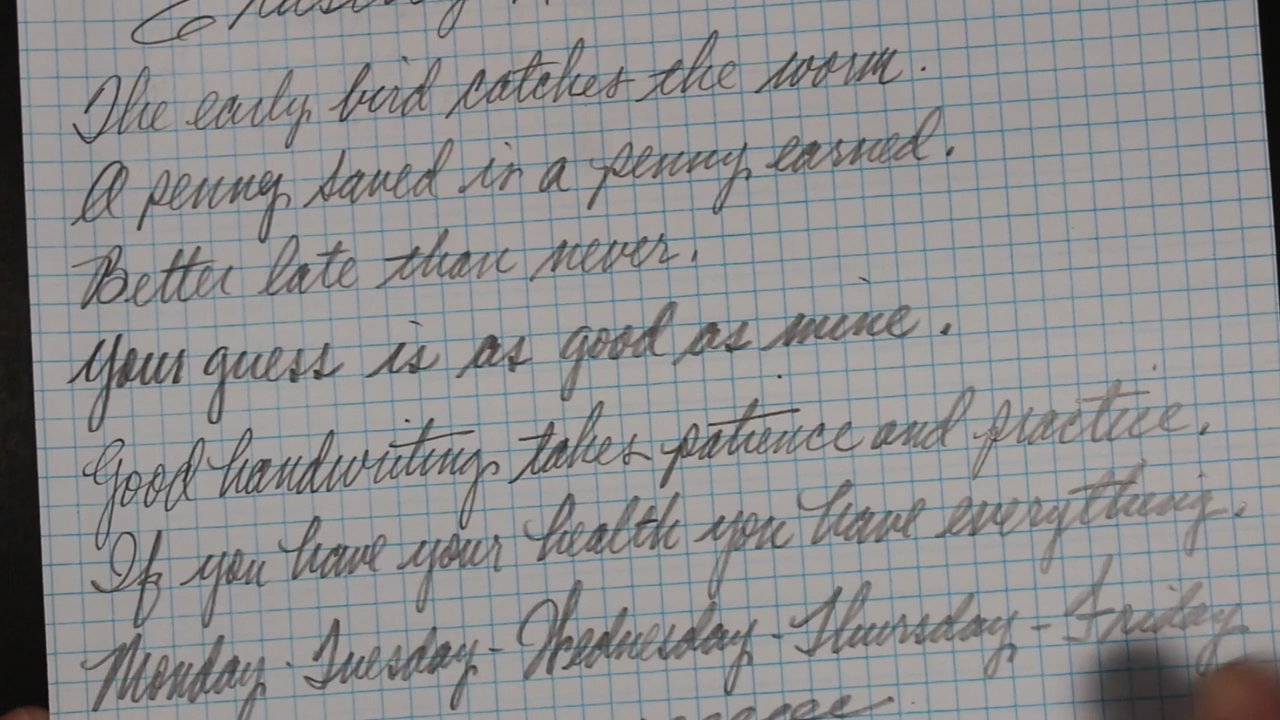 The early bird catches the worm.
A penny saved is a penny earned.
Better late than never.
Your guess is as good as mine.
Good handwriting takes patience and practice.
If you have your health you have everything.
Monday - Tuesday - Wednesday - Thursday - Friday